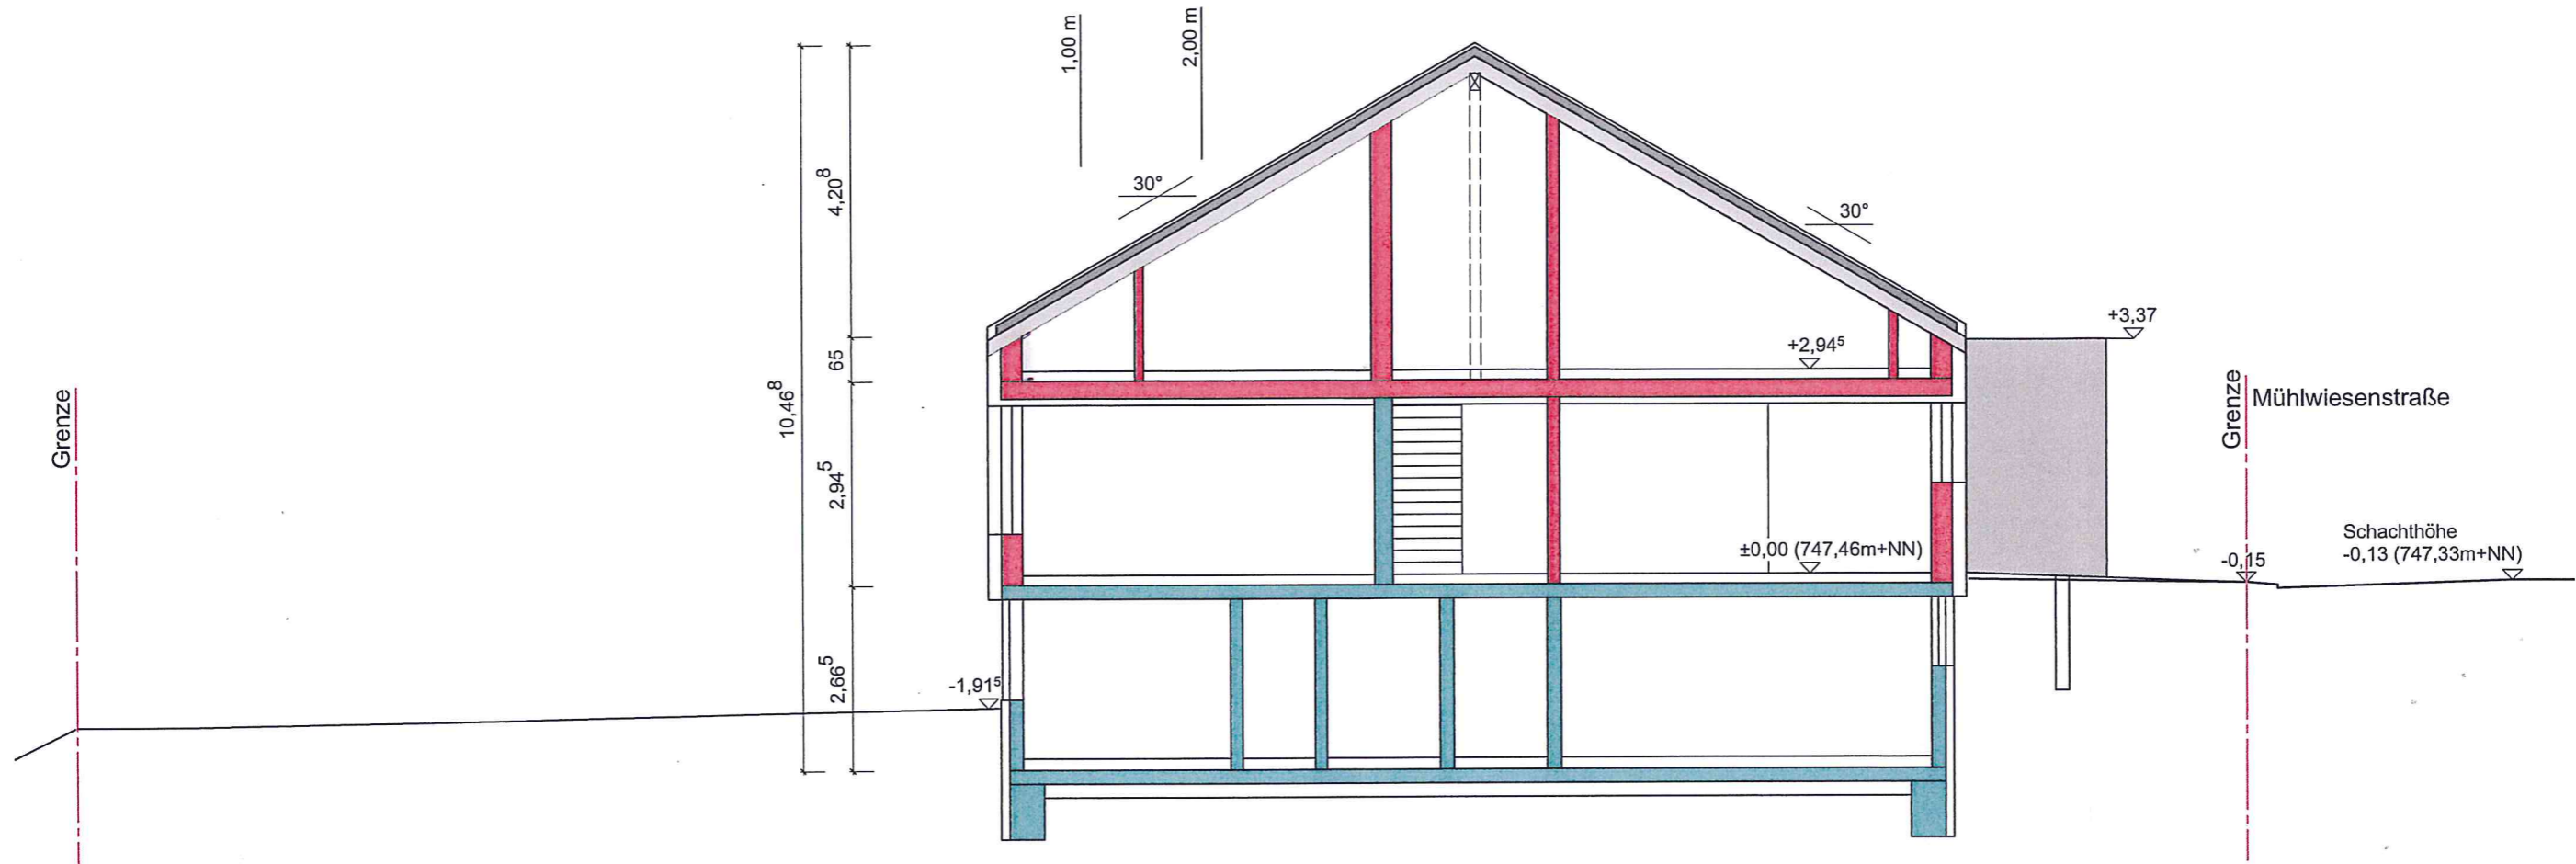 1,00 m
2,00 m
4,20⁸
30°
30°
+3,37
+2,94⁵
65
10,46⁸
Grenze
Grenze
Mühlwiesenstraße
2,94⁵
±0,00 (747,46m+NN)
-0,15
Schachthöhe
-0,13 (747,33m+NN)
2,66⁵
-1,91⁵